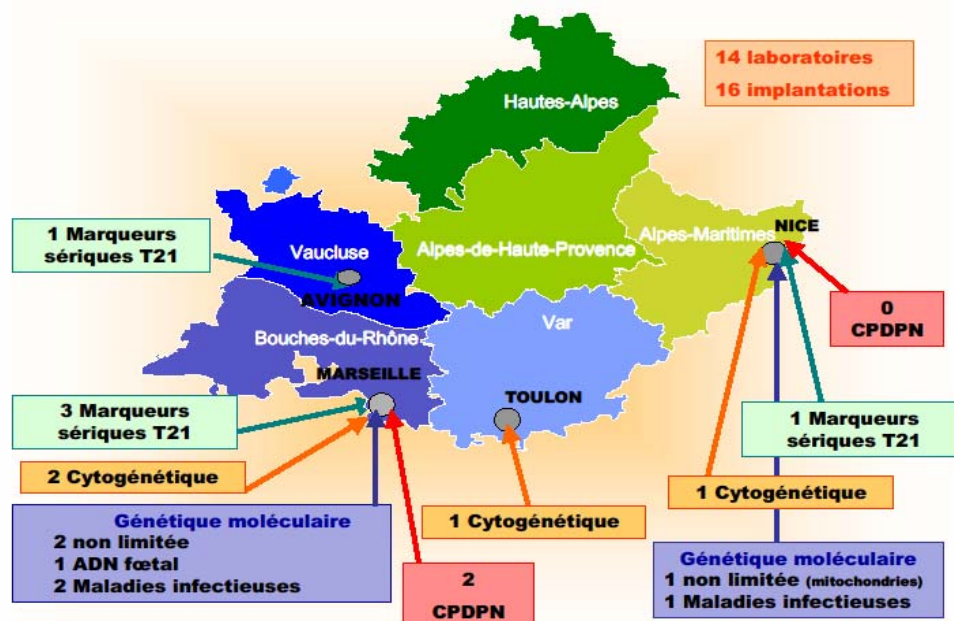 14 laboratoires
16 implantations
Hautes-Alpes
1 Marqueurs
sériques T21
Vaucluse
AVIGNON
Alpes-de-Haute-Provence
Alpes-Maritimes
NICE
0
CPDPN
Bouches-du-Rhône
MARSEILLE
Var
TOULON
3 Marqueurs
sériques T21
1 Marqueurs
sériques T21
2 Cytogénétique
1 Cytogénétique
1 Cytogénétique
Génétique moléculaire
2 non limitée
1 ADN fœtal
2 Maladies infectieuses
2
CPDPN
Génétique moléculaire
1 non limitée (mitochondries)
1 Maladies infectieuses